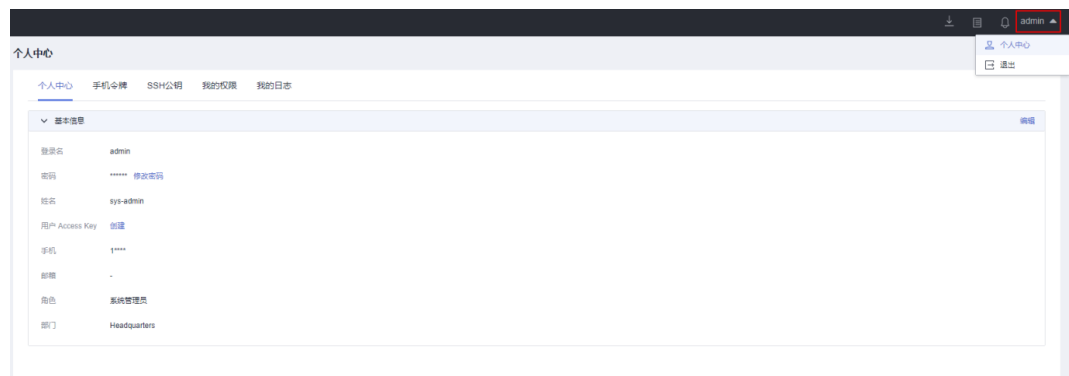 admin
个人中心
退出
个人中心
个人中心 手机令牌 SSH公钥 我的权限 我的日志
基本信息 编辑
登录名 admin
密码 ****** 修改密码
姓名 sys-admin
用户 Access Key 创建
手机 1****
邮箱 -
角色 系统管理员
部门 Headquarters